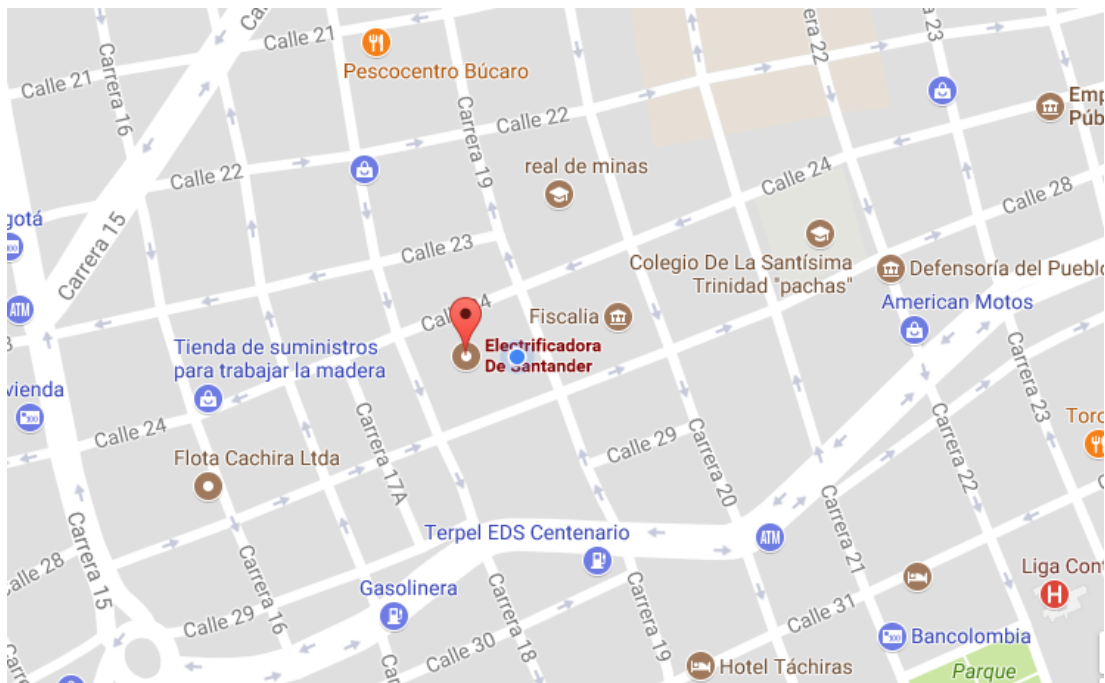 Calle 21
Calle 21
Carrera 16
Pescocentro Búcaro
Carrera 22
23
Emp
Púb
Calle 22
Calle 22
Carrera 19
real de minas
Calle 24
Calle 28
gotá
Carrera 15
Calle 23
Colegio De La Santísima
Trinidad "pachas"
Defensoría del Pueblo
American Motos
ATM
Fiscalia
Electrificadora
De Santander
Tienda de suministros
para trabajar la madera
vienda
Calle 24
Flota Cachira Ltda
Carrera 17A
Calle 29
Carrera 20
Carrera 22
Carrera 23
Toro
Carrera 15
Calle 28
Carrera 16
Calle 29
Terpel EDS Centenario
ATM
Carrera 21
Gasolinera
Carrera 18
Calle 30
Carrera 19
Calle 31
Liga Cont
H
Bancolombia
Hotel Táchiras
Parque